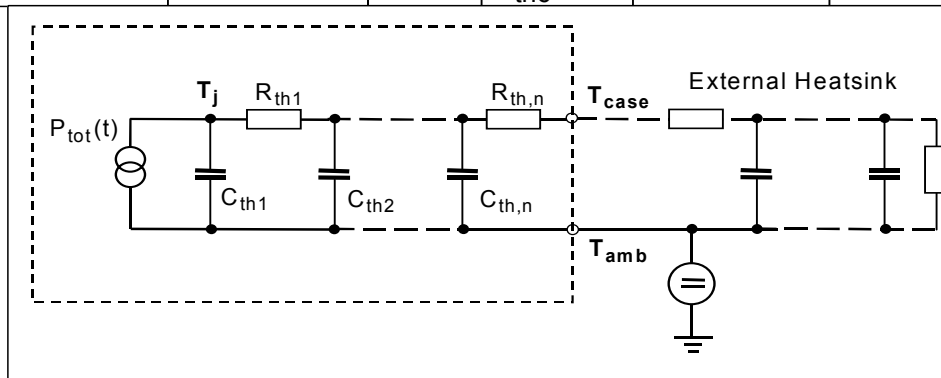 External Heatsink
T_j
R_th1
R_th,n
T_case
P_tot(t)
C_th1
C_th2
C_th,n
T_amb